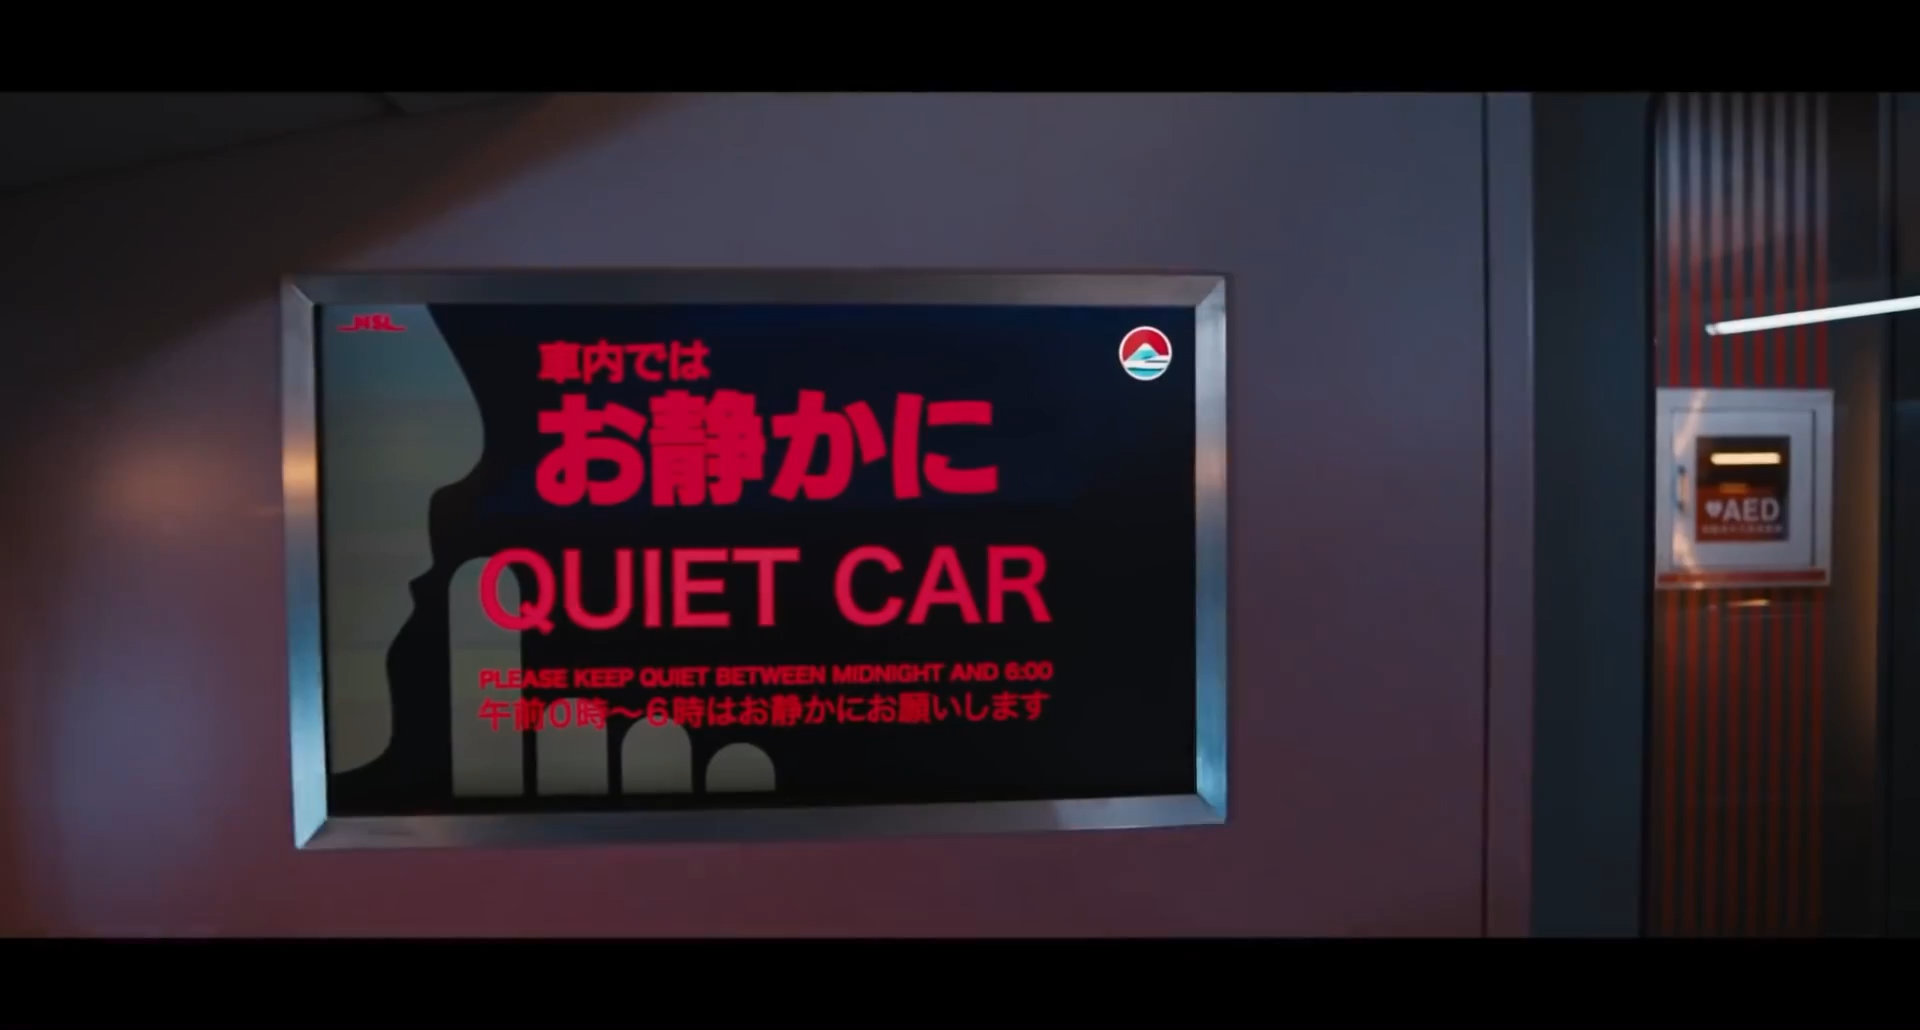 NSL
車内では
お静かに
QUIET CAR
PLEASE KEEP QUIET BETWEEN MIDNIGHT AND 6:00
午前0時〜6時はお静かにお願いします
AED